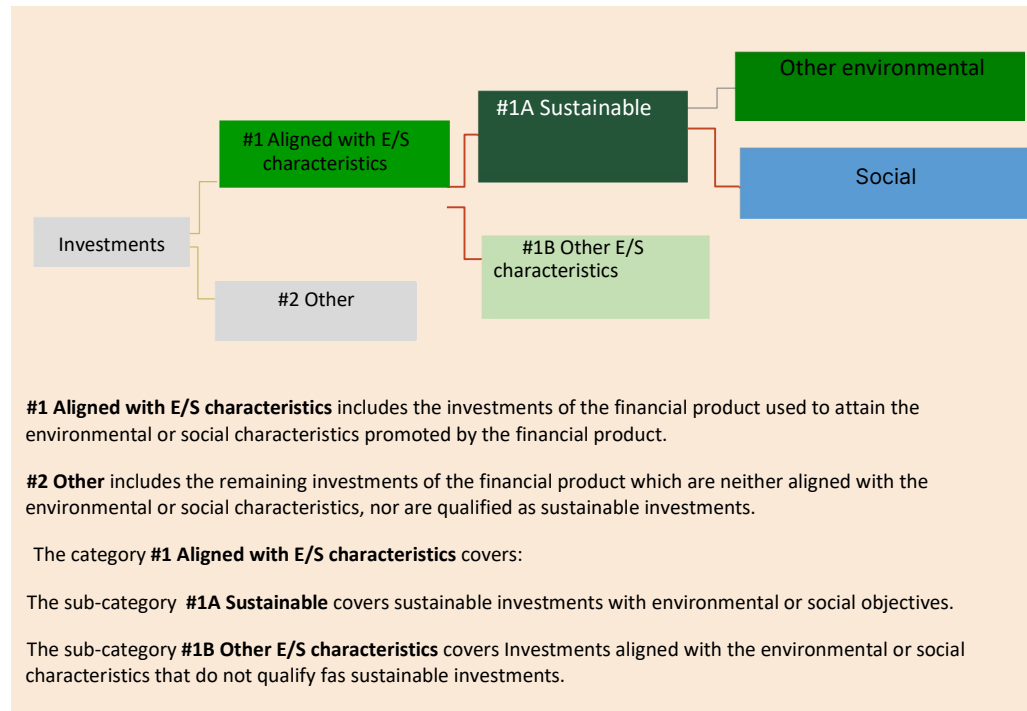 Other environmental
#1A Sustainable
#1 Aligned with E/S
characteristics
Social
Investments
#1B Other E/S
characteristics
#2 Other
#1 Aligned with E/S characteristics includes the investments of the financial product used to attain the
environmental or social characteristics promoted by the financial product.
#2 Other includes the remaining investments of the financial product which are neither aligned with the
environmental or social characteristics, nor are qualified as sustainable investments.
The category #1 Aligned with E/S characteristics covers:
The sub-category #1A Sustainable covers sustainable investments with environmental or social objectives.
The sub-category #1B Other E/S characteristics covers Investments aligned with the environmental or social
characteristics that do not qualify fas sustainable investments.